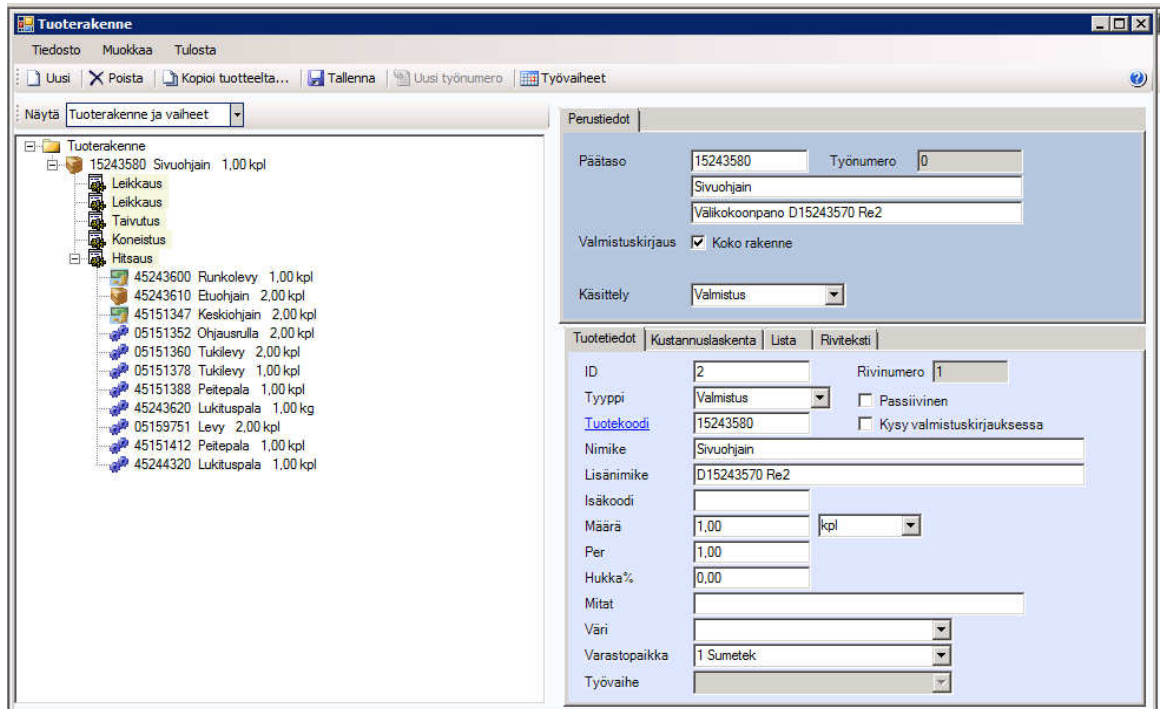 Tuoterakenne
Tiedosto Muokkaa Tulosta
Uusi Poista Kopioi tuotteelta... Tallenna Uusi työnumero Työvaiheet
Näytä Tuoterakenne ja vaiheet
Tuoterakenne
15243580 Sivuohjain 1,00 kpl
Leikkaus
Leikkaus
Taivutus
Koneistus
Hitsaus
45243600 Runkolevy 1,00 kpl
45243610 Etuohjain 2,00 kpl
45151347 Keskiohjain 2,00 kpl
05151352 Ohjausrulla 2,00 kpl
05151360 Tukilevy 2,00 kpl
05151378 Tukilevy 1,00 kpl
45151388 Peitepala 1,00 kpl
45243620 Lukituspala 1,00 kg
05159751 Levy 2,00 kpl
45151412 Peitepala 1,00 kpl
45244320 Lukituspala 1,00 kpl
Perustiedot
Päätaso 15243580 Työnumero 0
Sivuohjain
Välikokoonpano D15243570 Re2
Valmistuskirjaus Koko rakenne
Käsittely Valmistus
Tuotetiedot Kustannuslaskenta Lista Riviteksti
ID 2 Rivinumero 1
Tyyppi Valmistus Passiivinen
Tuotekoodi 15243580 Kysy valmistuskirjauksessa
Nimike Sivuohjain
Lisänimike D15243570 Re2
Isäkoodi
Määrä 1,00 kpl
Per 1,00
Hukka% 0,00
Mitat
Väri
Varastopaikka 1 Sumetek
Työvaihe